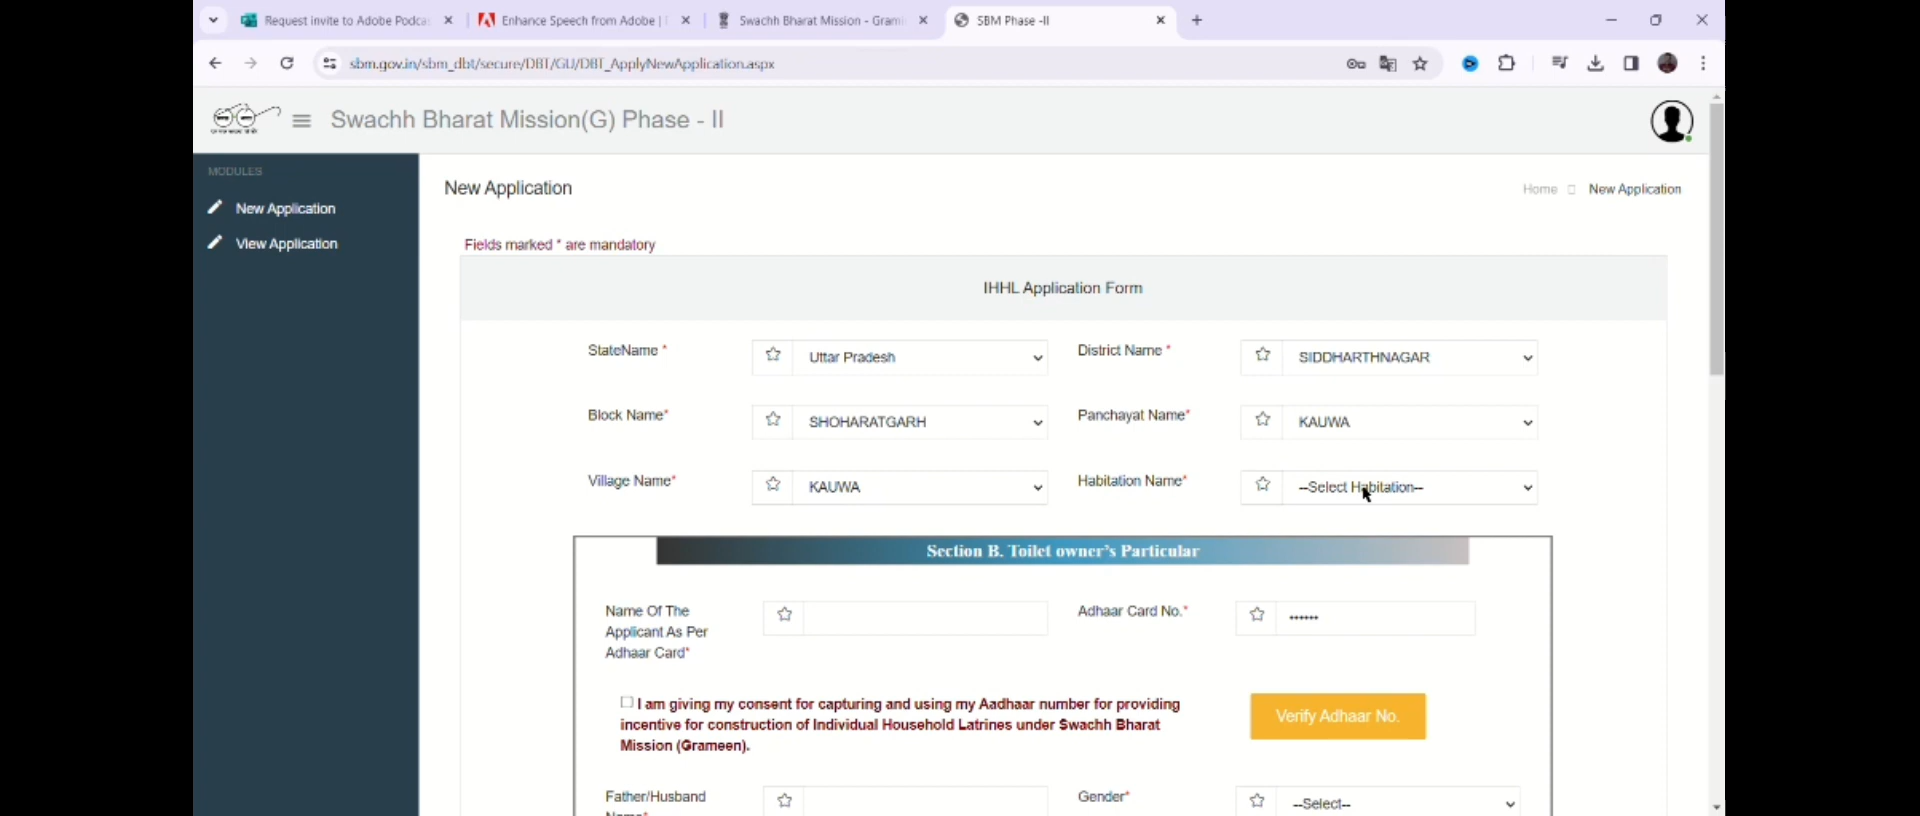 Request invite to Adobe Podca
Enhance Speech from Adobe |
Swachh Bharat Mission - Grami
SBM Phase -II
sbm.gov.in/sbm_dbt/secure/DBT/GU/DBT_ApplyNewApplication.aspx
Swachh Bharat Mission(G) Phase - II
MODULES
New Application
View Application
New Application
Home
New Application
Fields marked * are mandatory
IHHL Application Form
StateName *
Uttar Pradesh
District Name *
SIDDHARTHNAGAR
Block Name*
SHOHARATGARH
Panchayat Name*
KAUWA
Village Name*
KAUWA
Habitation Name*
--Select Habitation--
Section B. Toilet owner's Particular
Name Of The
Applicant As Per
Adhaar Card*
Adhaar Card No.*
••••••
I am giving my consent for capturing and using my Aadhaar number for providing
incentive for construction of Individual Household Latrines under Swachh Bharat
Mission (Grameen).
Verify Adhaar No.
Father/Husband
Gender*
--Select--